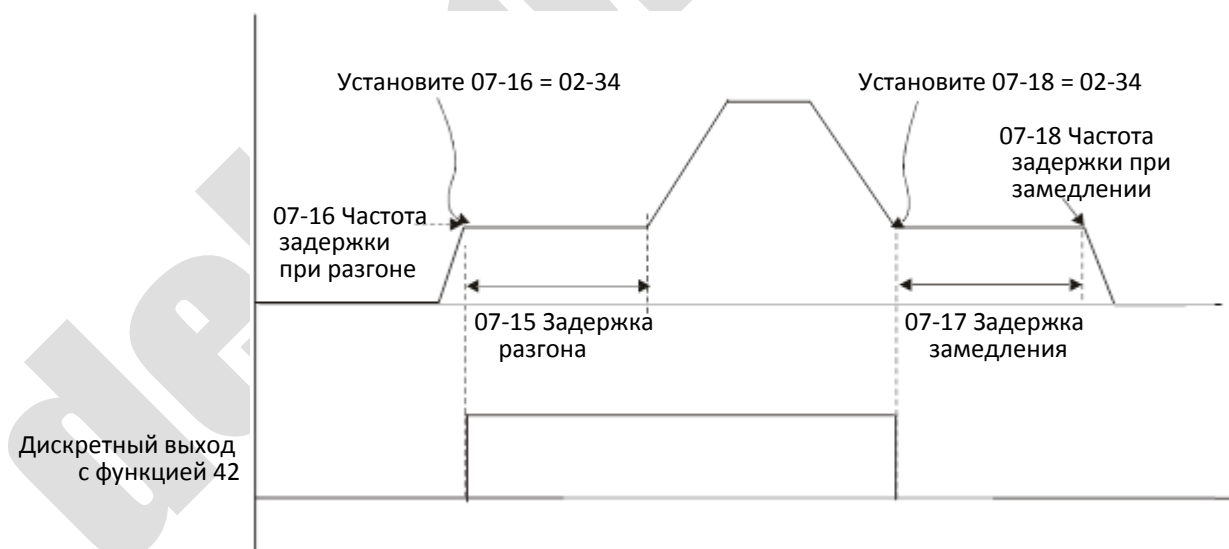 Установите 07-16 = 02-34
Установите 07-18 = 02-34
07-18 Частота
задержки при
замедлении
07-16 Частота
задержки
при разгоне
07-15 Задержка
разгона
07-17 Задержка
замедления
Дискретный выход
с функцией 42